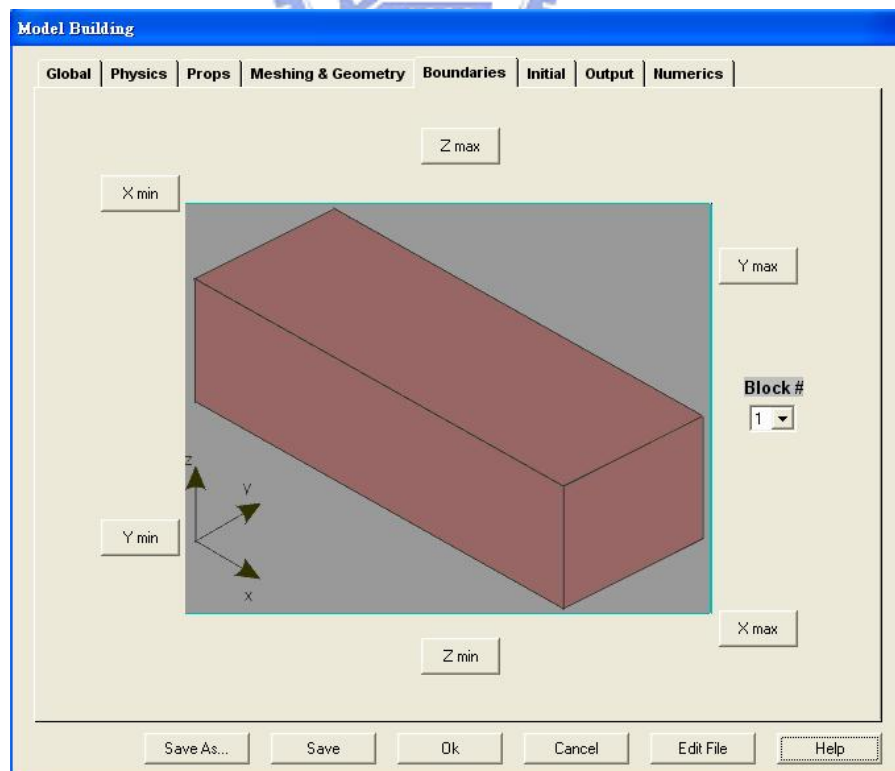 Model Building
Global Physics Props Meshing & Geometry Boundaries Initial Output Numerics
Z max
X min
Y max
Block #
1
z
y
Y min
x
X max
Z min
Save As... Save Ok Cancel Edit File Help